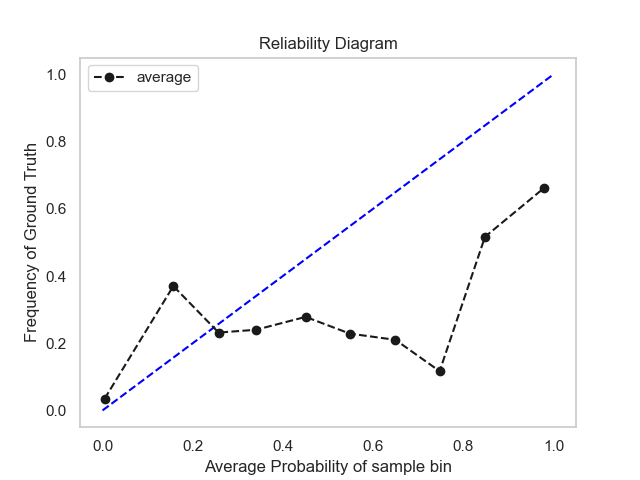 Reliability Diagram
average
1.0
0.8
0.6
0.4
0.2
0.0
Frequency of Ground Truth
0.0 0.2 0.4 0.6 0.8 1.0
Average Probability of sample bin